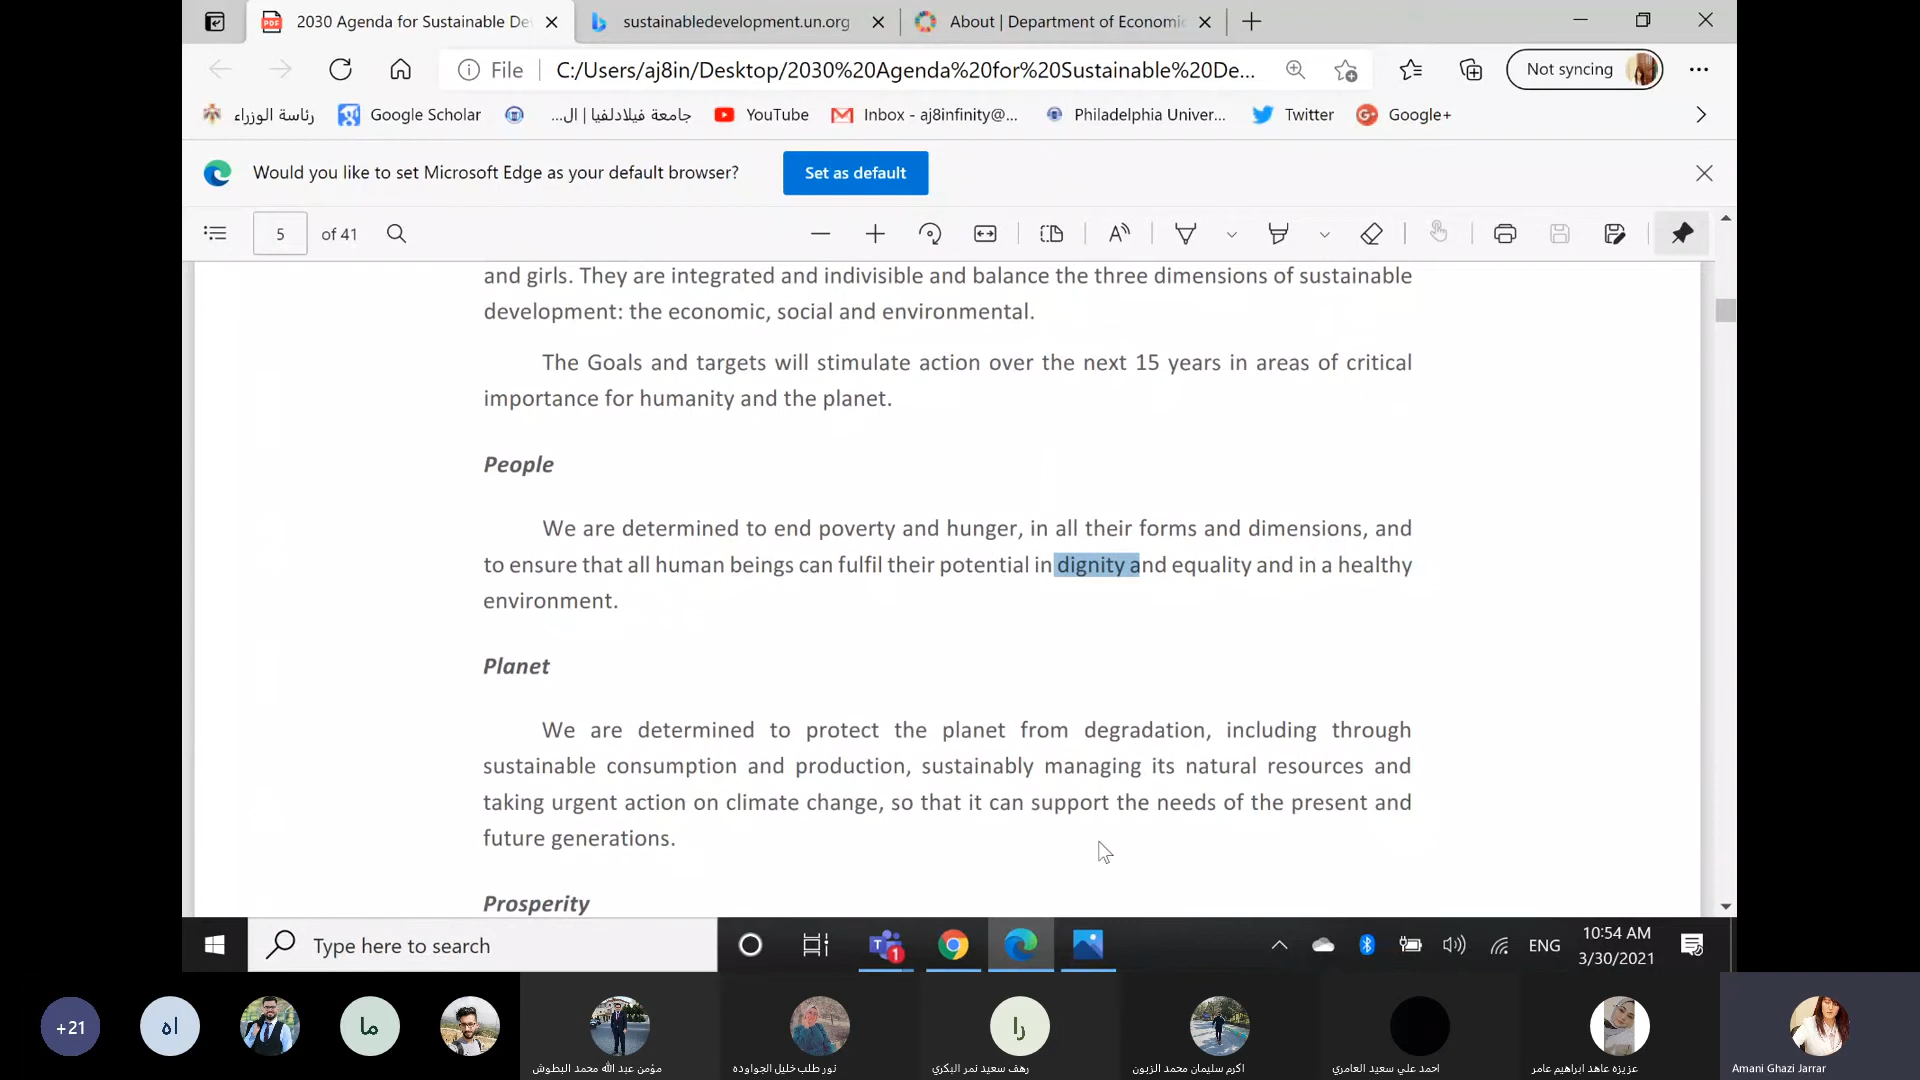 2030 Agenda for Sustainable De
sustainabledevelopment.un.org
About | Department of Economic
File
C:/Users/aj8in/Desktop/2030%20Agenda%20for%20Sustainable%20De...
Not syncing
رئاسة الوزراء
Google Scholar
جامعة فيلادلفيا | ال...
YouTube
Inbox - aj8infinity@...
Philadelphia Univer...
Twitter
Google+
Would you like to set Microsoft Edge as your default browser?
Set as default
5 of 41
and girls. They are integrated and indivisible and balance the three dimensions of sustainable
development: the economic, social and environmental.
The Goals and targets will stimulate action over the next 15 years in areas of critical
importance for humanity and the planet.
People
We are determined to end poverty and hunger, in all their forms and dimensions, and
to ensure that all human beings can fulfil their potential in dignity and equality and in a healthy
environment.
Planet
We are determined to protect the planet from degradation, including through
sustainable consumption and production, sustainably managing its natural resources and
taking urgent action on climate change, so that it can support the needs of the present and
future generations.
Prosperity
Type here to search
1
ENG
10:54 AM
3/30/2021
+21
اه
ما
را
مؤمن عبد الله محمد البطوش
نور طلب خليل الجواوده
رهف سعيد نمر البكري
اكرم سليمان محمد الزبون
احمد علي سعيد العامري
عزيزه عاهد ابراهيم عامر
Amani Ghazi Jarrar